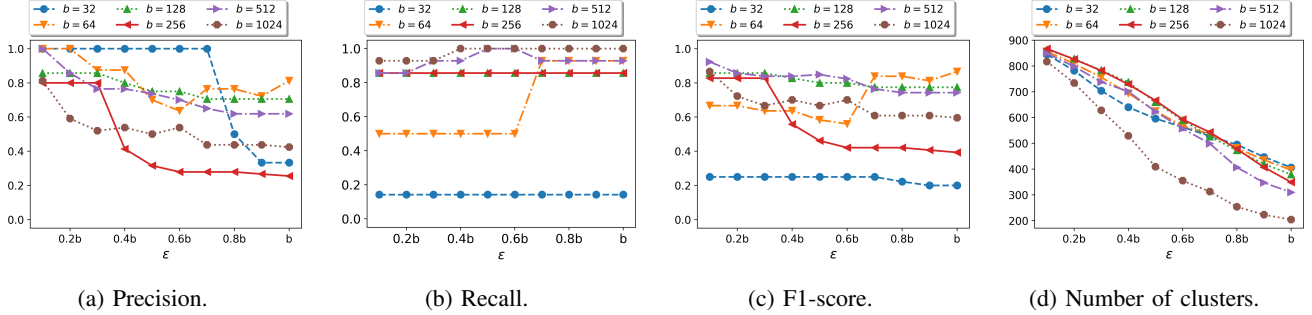 b = 32 b = 128 b = 512
b = 64 b = 256 b = 1024
1.0
0.8
0.6
0.4
0.2
0.0
0.2b 0.4b 0.6b 0.8b b
ε
(a) Precision.
b = 32 b = 128 b = 512
b = 64 b = 256 b = 1024
1.0
0.8
0.6
0.4
0.2
0.0
0.2b 0.4b 0.6b 0.8b b
ε
(b) Recall.
b = 32 b = 128 b = 512
b = 64 b = 256 b = 1024
1.0
0.8
0.6
0.4
0.2
0.0
0.2b 0.4b 0.6b 0.8b b
ε
(c) F1-score.
b = 32 b = 128 b = 512
b = 64 b = 256 b = 1024
900
800
700
600
500
400
300
200
0.2b 0.4b 0.6b 0.8b b
ε
(d) Number of clusters.